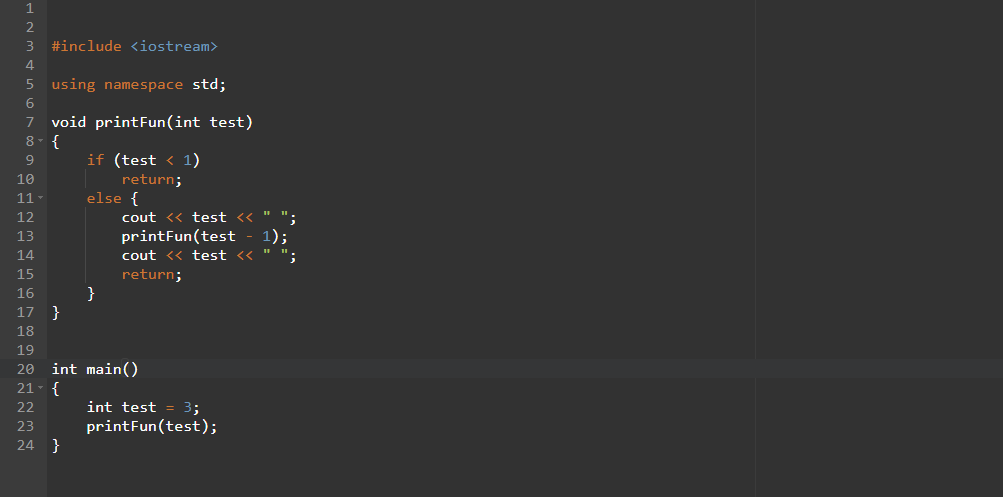 1
2
3 #include <iostream>
4
5 using namespace std;
6
7 void printFun(int test)
8 {
9     if (test < 1)
10         return;
11     else {
12         cout << test << " ";
13         printFun(test - 1);
14         cout << test << " ";
15         return;
16     }
17 }
18
19
20 int main()
21 {
22     int test = 3;
23     printFun(test);
24 }